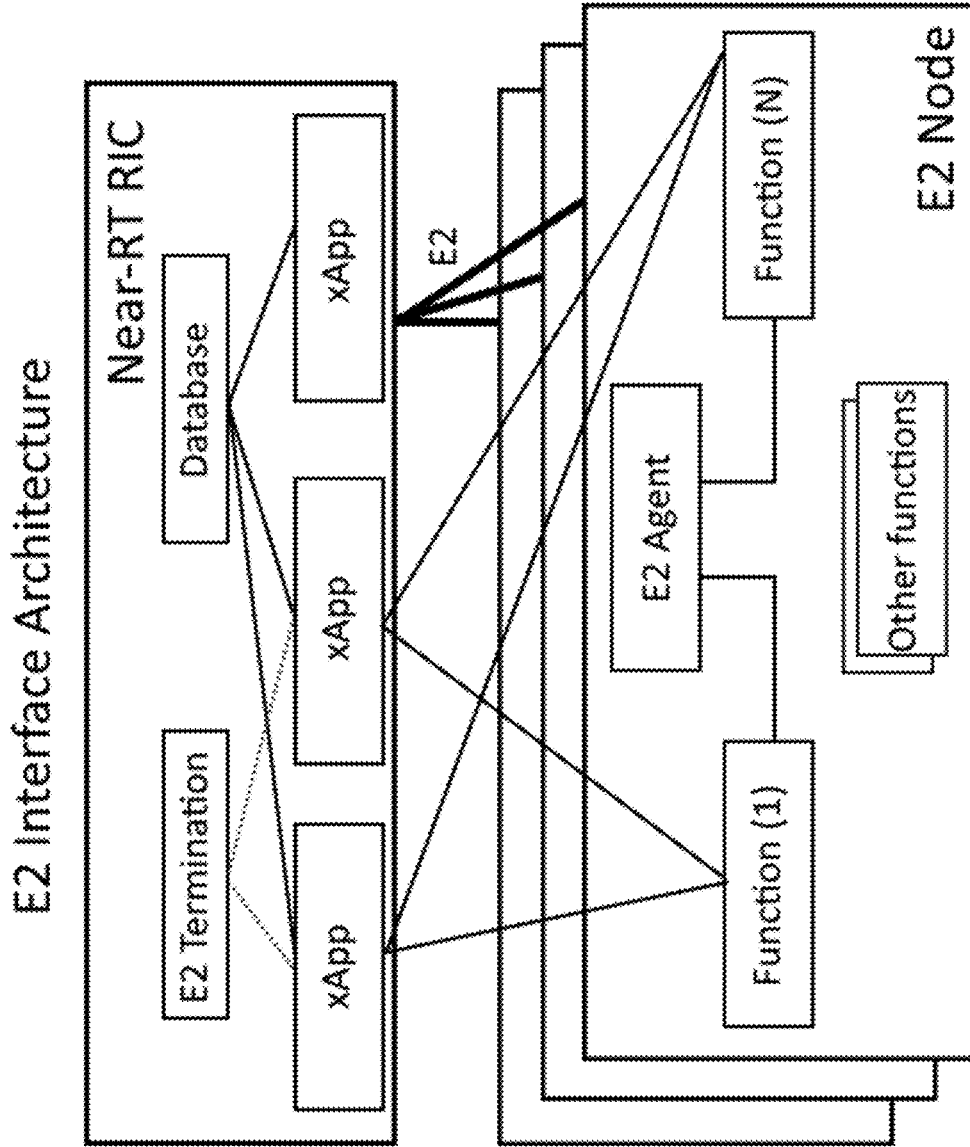 E2 Interface Architecture
Near-RT RIC
E2 Termination
Database
xApp
xApp
xApp
E2
E2 Agent
Function (1)
Function (N)
Other functions
E2 Node